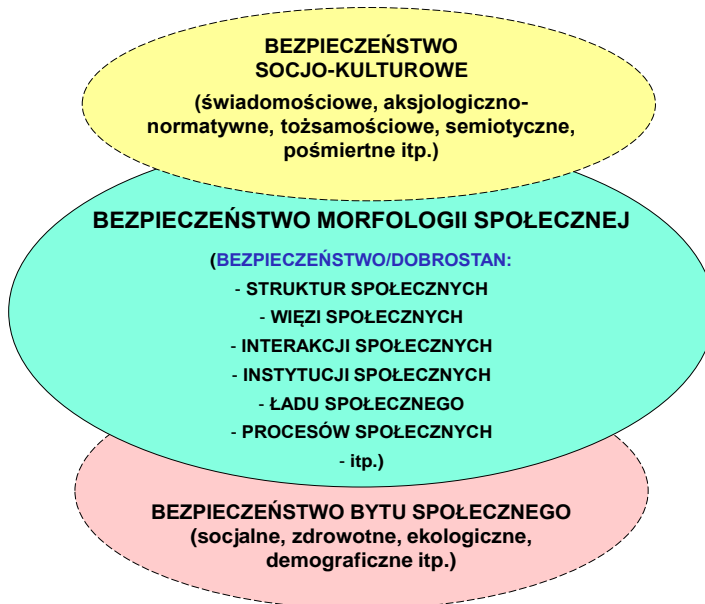 BEZPIECZEŃSTWO
SOCJO-KULTUROWE
(świadomościowe, aksjologiczno-
normatywne, tożsamościowe, semiotyczne,
pośmiertne itp.)
BEZPIECZEŃSTWO MORFOLOGII SPOŁECZNEJ
(BEZPIECZEŃSTWO/DOBROSTAN:
- STRUKTUR SPOŁECZNYCH
- WIĘZI SPOŁECZNYCH
- INTERAKCJI SPOŁECZNYCH
- INSTYTUCJI SPOŁECZNYCH
- ŁADU SPOŁECZNEGO
- PROCESÓW SPOŁECZNYCH
- itp.)
BEZPIECZEŃSTWO BYTU SPOŁECZNEGO
(socjalne, zdrowotne, ekologiczne,
demograficzne itp.)